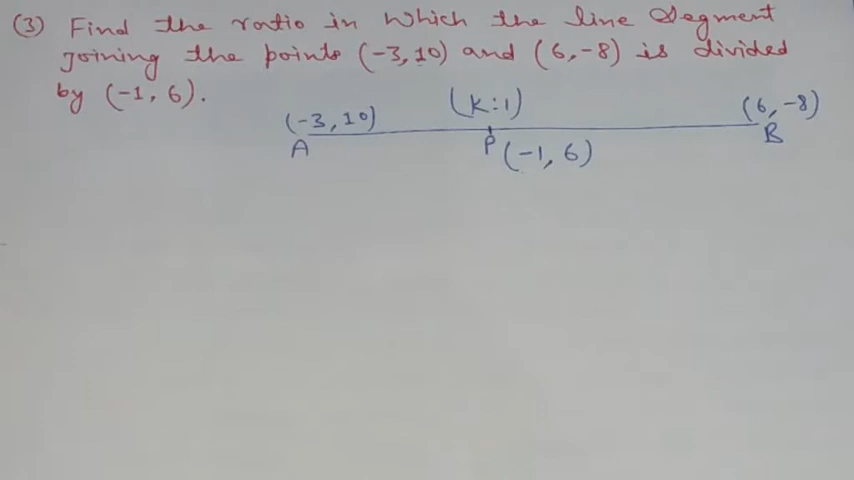 (3) Find the ratio in which the line segment
joining the points (-3, 10) and (6, -8) is divided
by (-1, 6).
(-3, 10) (K:1) (6, -8)
A P (-1, 6) B